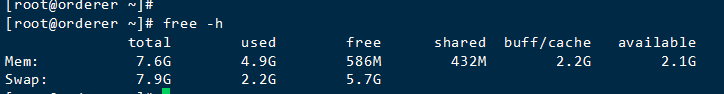 [root@orderer ~]#
[root@orderer ~]# free -h
              total        used        free      shared  buff/cache   available
Mem:           7.6G        4.9G        586M        432M        2.2G        2.1G
Swap:          7.9G        2.2G        5.7G
[root@orderer ~]#